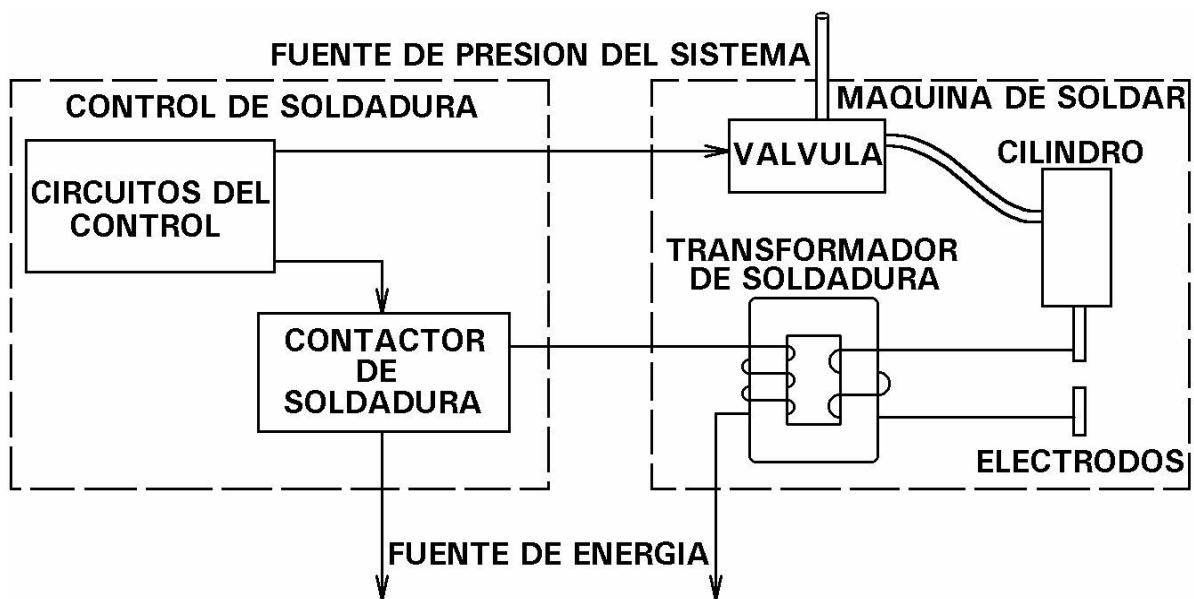 FUENTE DE PRESION DEL SISTEMA
CONTROL DE SOLDADURA
MAQUINA DE SOLDAR
CIRCUITOS DEL
CONTROL
VALVULA
CILINDRO
TRANSFORMADOR
DE SOLDADURA
CONTACTOR
DE
SOLDADURA
ELECTRODOS
FUENTE DE ENERGIA